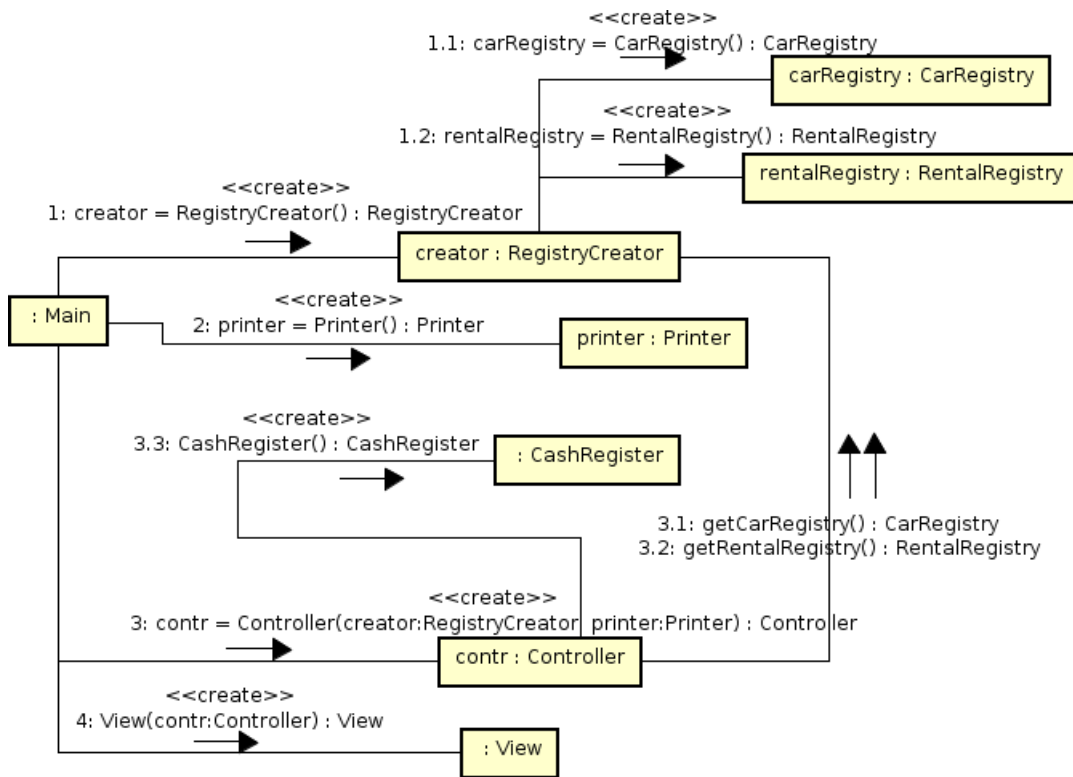 <<create>>
1.1: carRegistry = CarRegistry() : CarRegistry
carRegistry : CarRegistry
<<create>>
1.2: rentalRegistry = RentalRegistry() : RentalRegistry
rentalRegistry : RentalRegistry
<<create>>
1: creator = RegistryCreator() : RegistryCreator
creator : RegistryCreator
: Main
<<create>>
2: printer = Printer() : Printer
printer : Printer
<<create>>
3.3: CashRegister() : CashRegister
: CashRegister
3.1: getCarRegistry() : CarRegistry
3.2: getRentalRegistry() : RentalRegistry
<<create>>
3: contr = Controller(creator:RegistryCreator, printer:Printer) : Controller
contr : Controller
<<create>>
4: View(contr:Controller) : View
: View